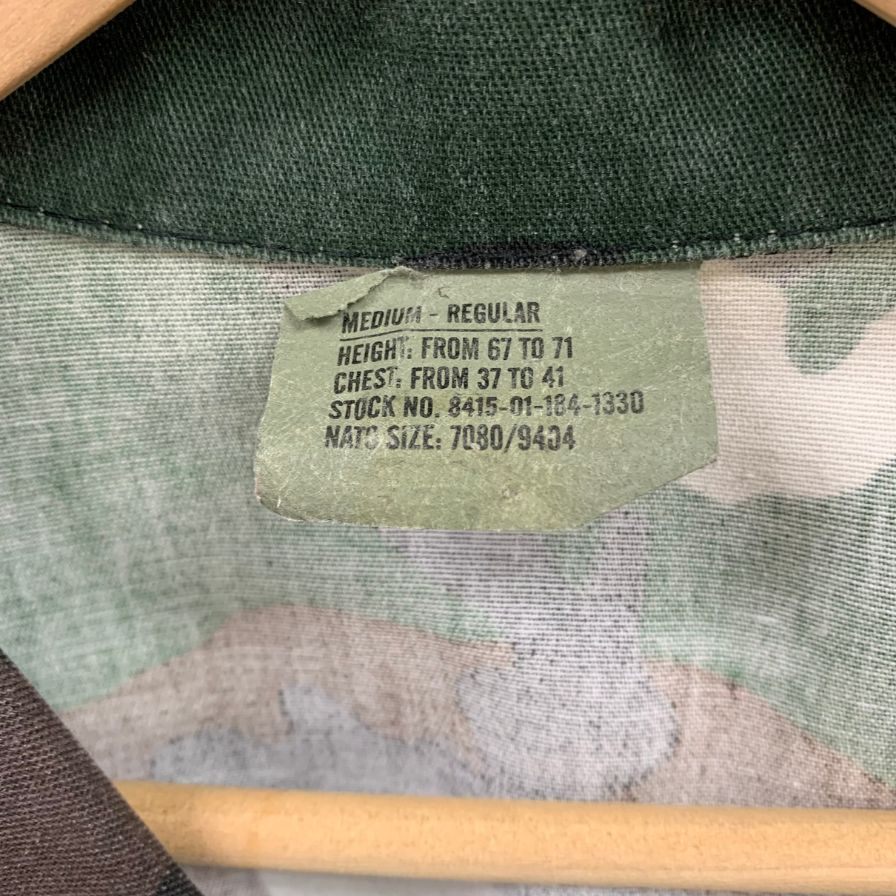 MEDIUM - REGULAR
HEIGHT: FROM 67 TO 71
CHEST: FROM 37 TO 41
STOCK NO. 8415-01-184-1330
NATO SIZE: 7080/9404